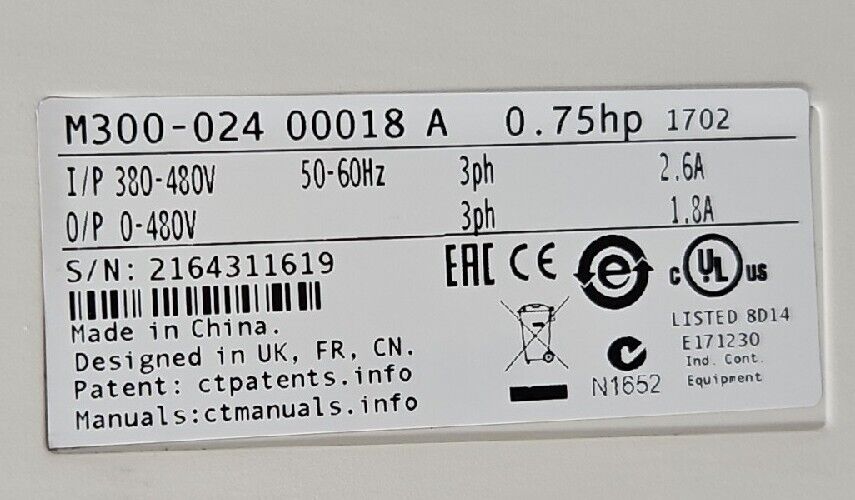 M300-024 00018 A 0.75hp 1702
I/P 380-480V 50-60Hz 3ph 2.6A
O/P 0-480V 3ph 1.8A
S/N: 2164311619
EAC CE e c UL us
Made in China.
Designed in UK, FR, CN.
Patent: ctpatents.info
Manuals:ctmanuals.info
N1652
LISTED 8D14
E171230
Ind. Cont.
Equipment